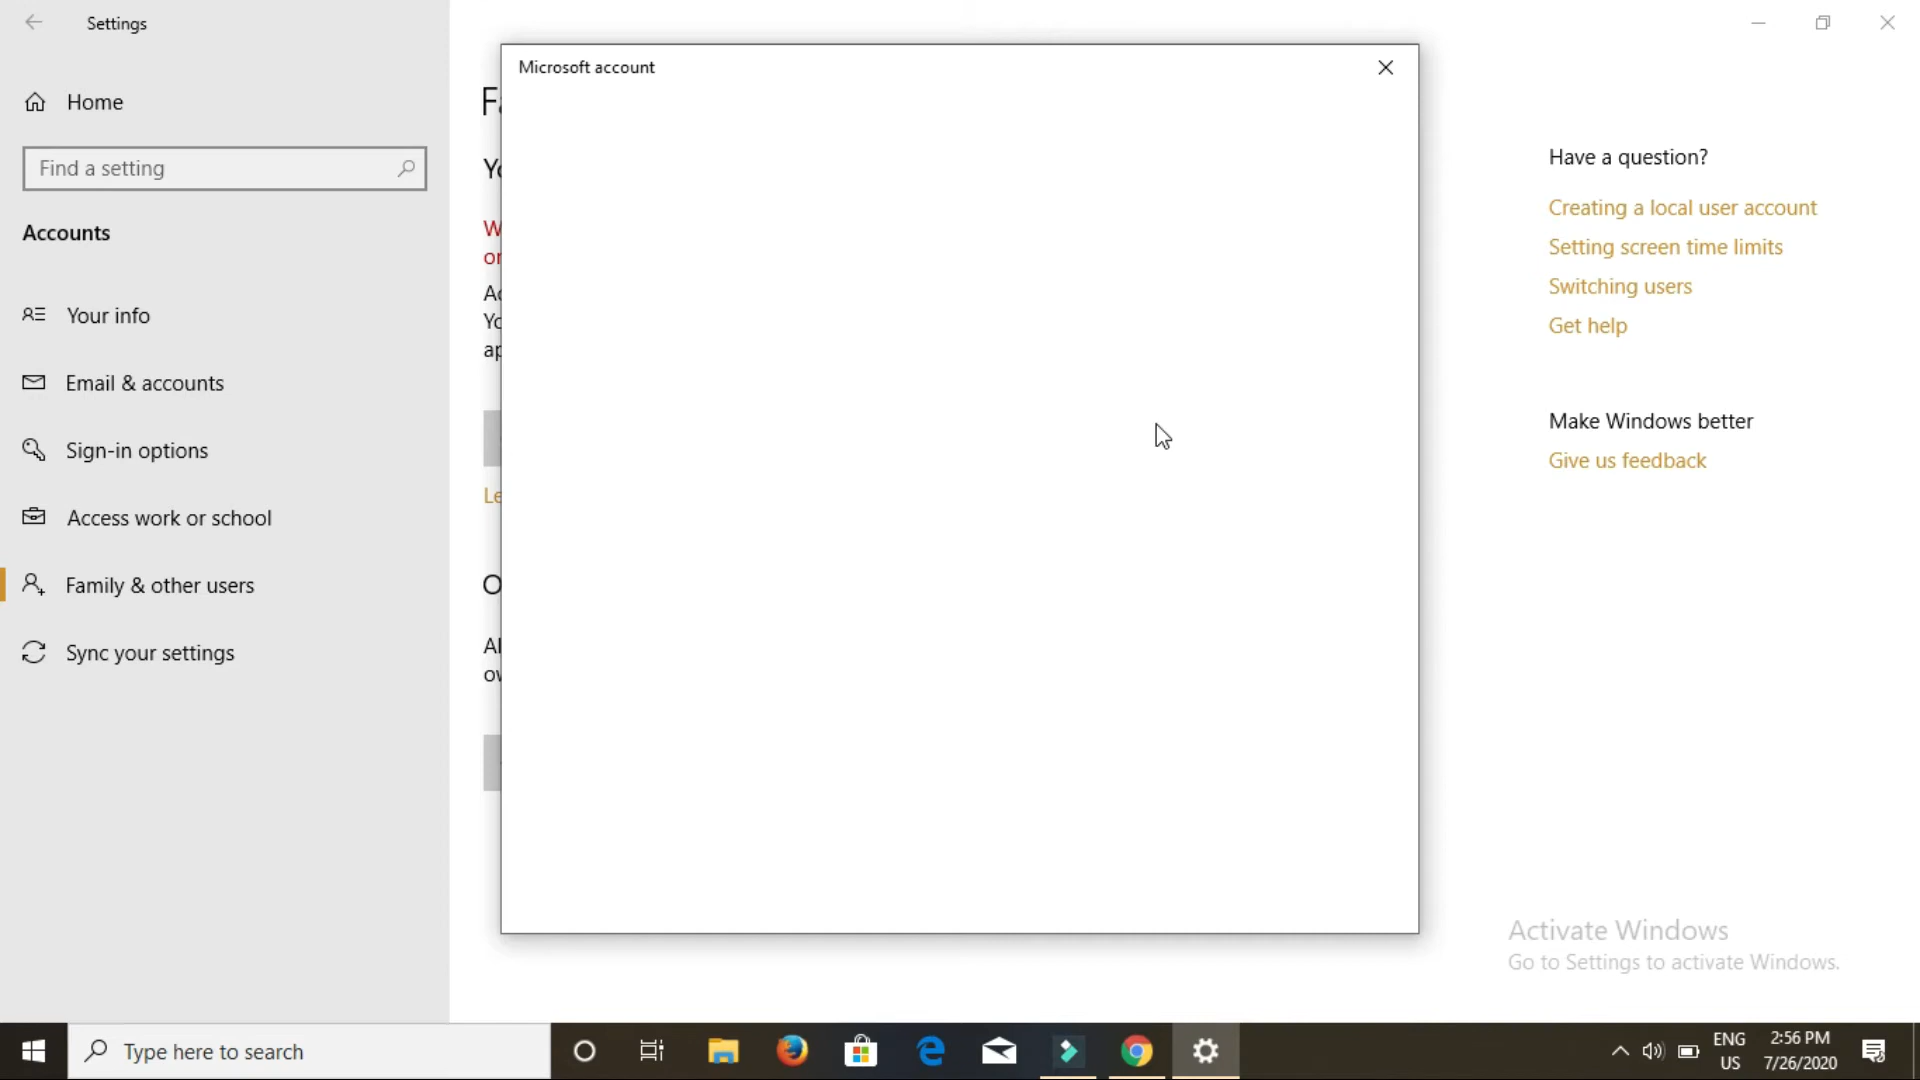 Settings
Home
Find a setting
Accounts
Your info
Email & accounts
Sign-in options
Access work or school
Family & other users
Sync your settings
Microsoft account
Have a question?
Creating a local user account
Setting screen time limits
Switching users
Get help
Make Windows better
Give us feedback
Activate Windows
Go to Settings to activate Windows.
Type here to search
ENG
US
2:56 PM
7/26/2020